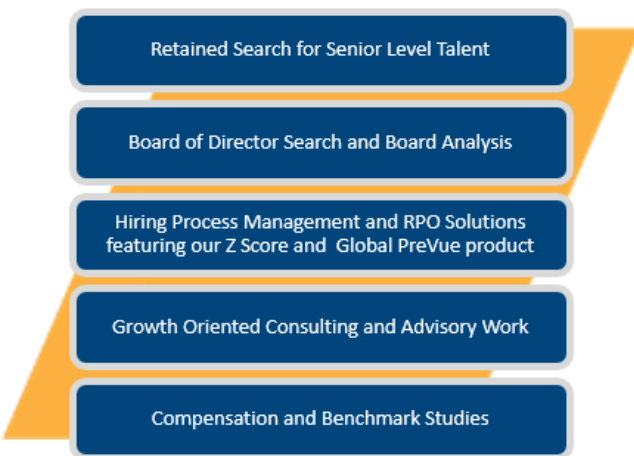 Retained Search for Senior Level Talent
Board of Director Search and Board Analysis
Hiring Process Management and RPO Solutions
featuring our Z Score and Global PreVue product
Growth Oriented Consulting and Advisory Work
Compensation and Benchmark Studies